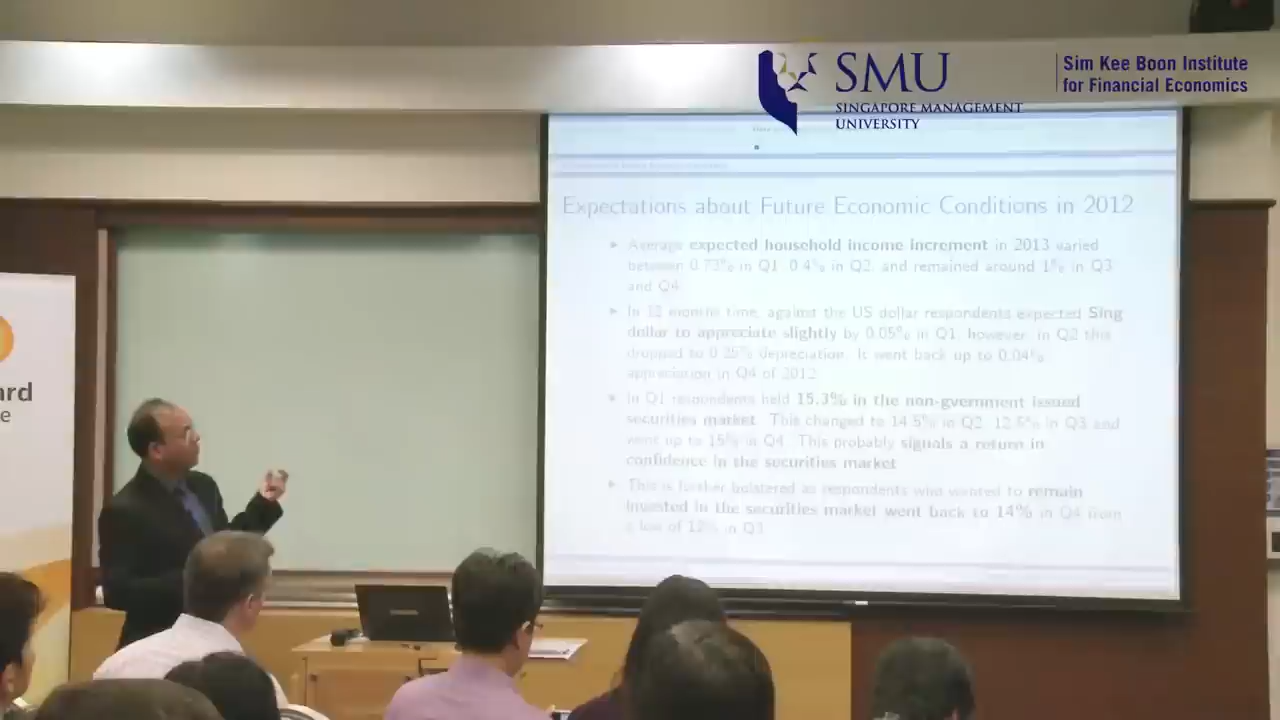 SMU
SINGAPORE MANAGEMENT
UNIVERSITY
Sim Kee Boon Institute
for Financial Economics
Expectations about Future Economic Conditions in 2012
Average expected household income increment in 2013 varied
between 0.73% in Q1, 0.4% in Q2, and remained around 1% in Q3
and Q4.
In 12 months time, against the US dollar respondents expected Sing
dollar to appreciate slightly by 0.05% in Q1, however, in Q2 this
dropped to 0.25% depreciation. It went back up to 0.04%
appreciation in Q4 of 2012
In Q1 respondents held 15.3% in the non-gvernment issued
securities market. This changed to 14.5% in Q2, 12.5% in Q3 and
went up to 15% in Q4. This probably signals a return in
confidence in the securities market
This is further bolstered as respondents who wanted to remain
invested in the securities market went back to 14% in Q4 from
a low of 12% in Q3
ard
e